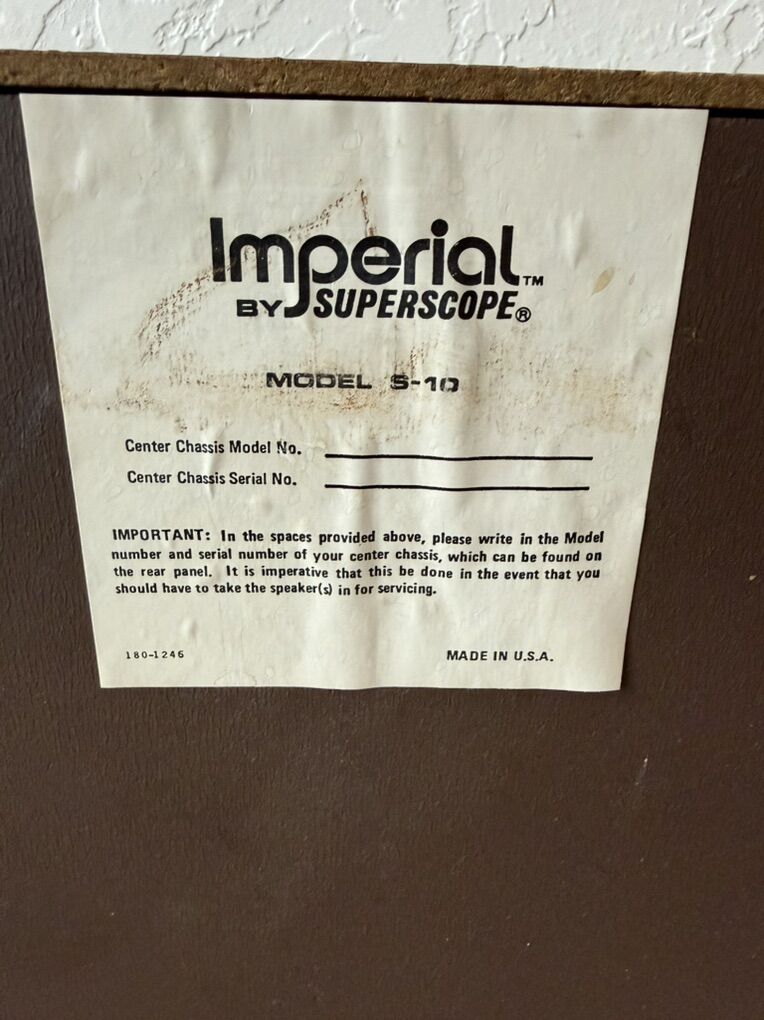 Imperial™
BY SUPERSCOPE®
MODEL S-10
Center Chassis Model No.
Center Chassis Serial No.
IMPORTANT: In the spaces provided above, please write in the Model
number and serial number of your center chassis, which can be found on
the rear panel. It is imperative that this be done in the event that you
should have to take the speaker(s) in for servicing.
180-1246
MADE IN U.S.A.